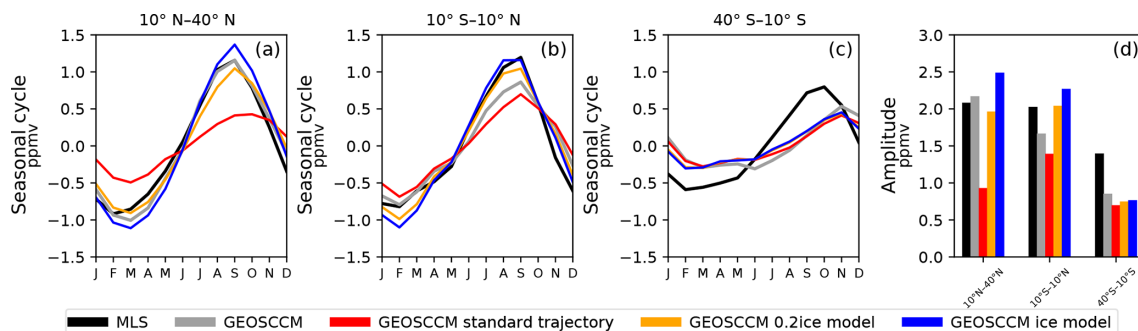 10° N–40° N
10° S–10° N
40° S–10° S
(a)
(b)
(c)
(d)
Seasonal cycle
ppmv
1.5
1.0
0.5
0.0
−0.5
−1.0
−1.5
J F M A M J J A S O N D
Seasonal cycle
ppmv
1.5
1.0
0.5
0.0
−0.5
−1.0
−1.5
J F M A M J J A S O N D
Seasonal cycle
ppmv
1.5
1.0
0.5
0.0
−0.5
−1.0
−1.5
J F M A M J J A S O N D
Amplitude
ppmv
3.0
2.5
2.0
1.5
1.0
0.5
0.0
10°N–40°N
10°S–10°N
40°S–10°S
MLS GEOSCCM GEOSCCM standard trajectory GEOSCCM 0.2ice model GEOSCCM ice model